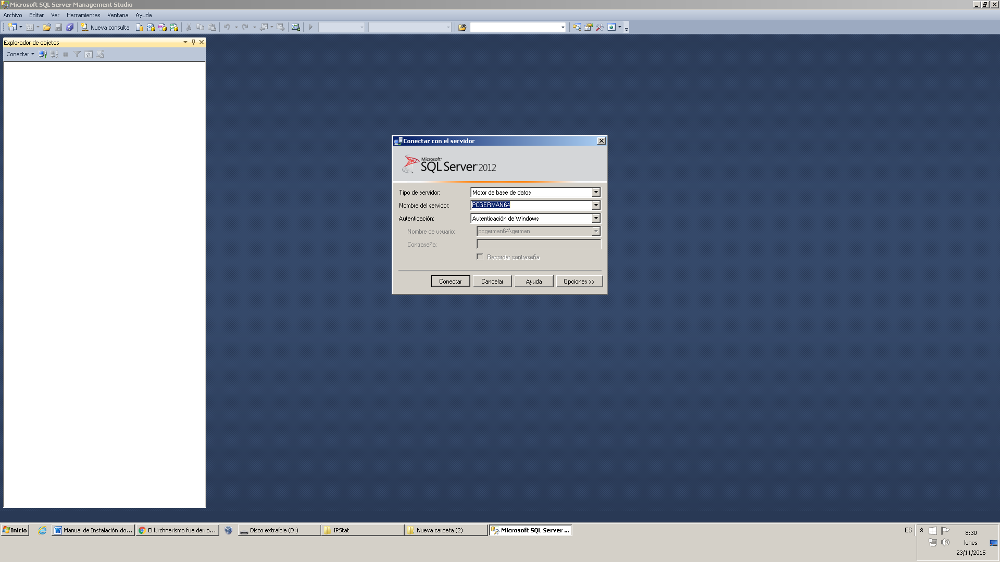 Microsoft SQL Server Management Studio
Archivo Editar Ver Herramientas Ventana Ayuda
Nueva consulta
Explorador de objetos
Conectar
Conectar con el servidor
Microsoft®
SQL Server 2012
Tipo de servidor: Motor de base de datos
Nombre del servidor: PCGERMAN64
Autenticación: Autenticación de Windows
Nombre de usuario: pcgerman64\german
Contraseña:
Recordar contraseña
Conectar Cancelar Ayuda Opciones >>
Inicio Manual de Instalación.do... El kirchnerismo fue derro... Disco extraíble (D:) IPStat Nueva carpeta (2) Microsoft SQL Server ... ES
8:30
lunes
23/11/2015